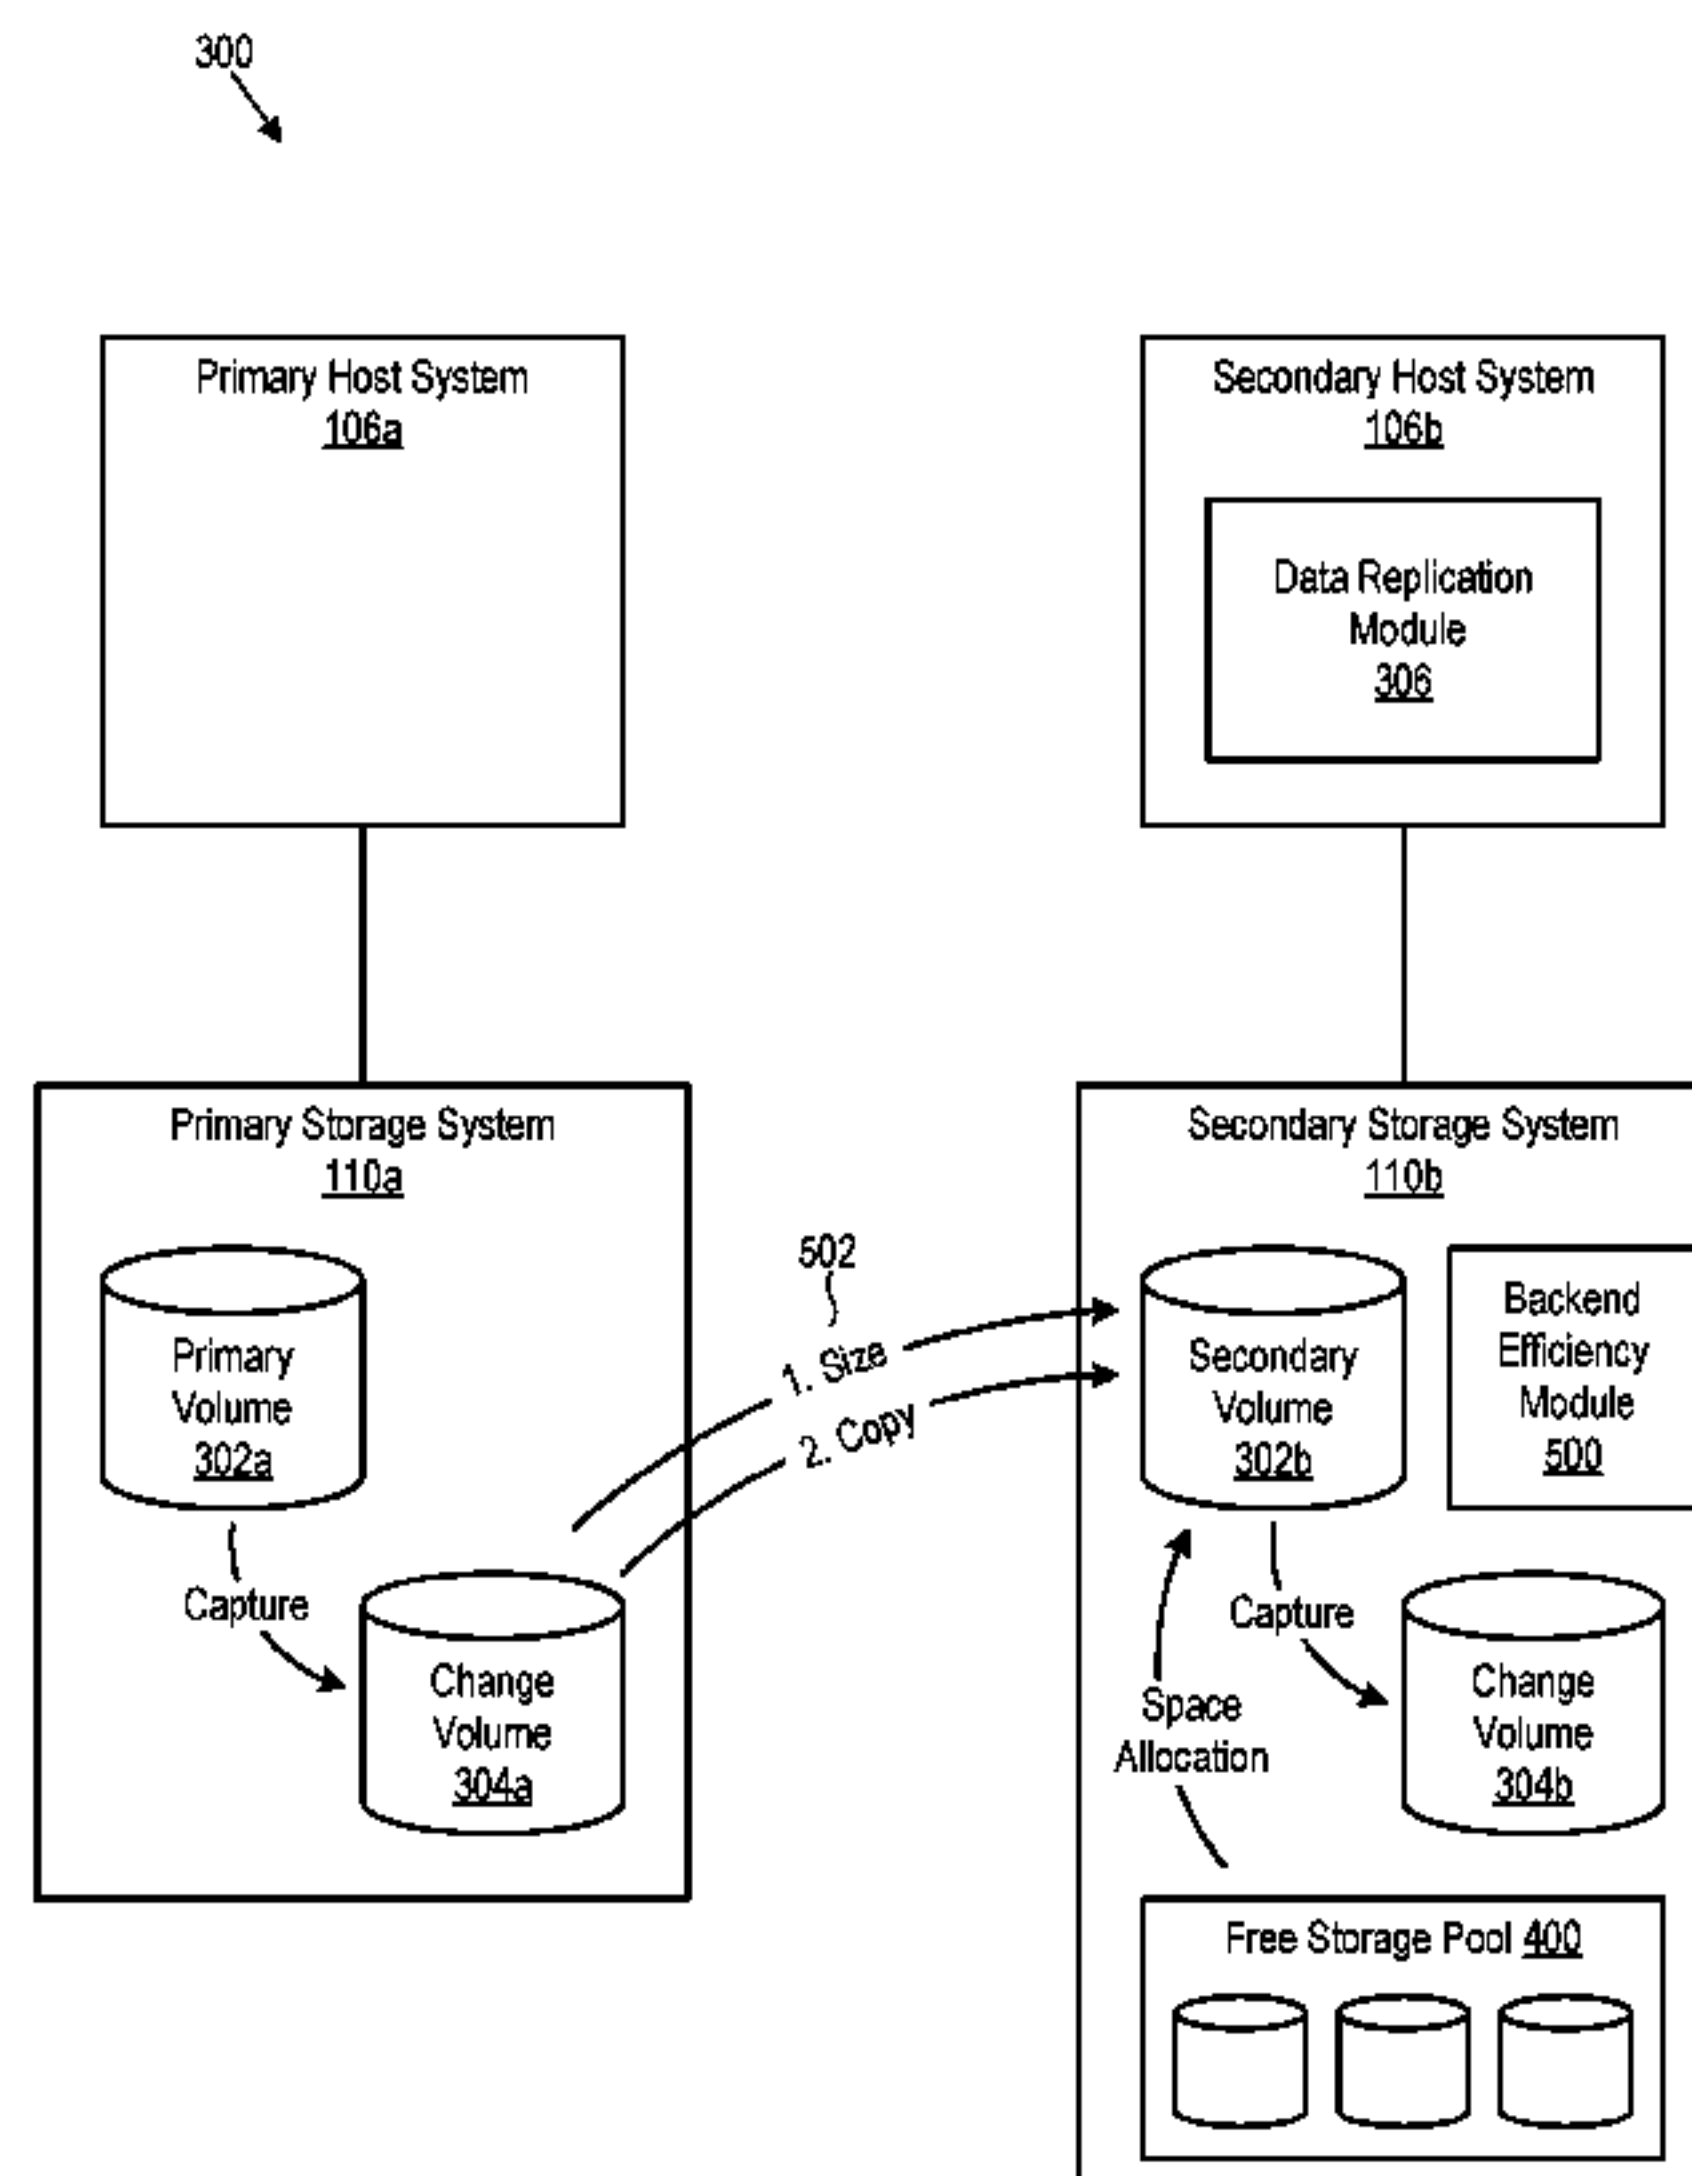 300
Primary Host System
106a
Secondary Host System
106b
Data Replication
Module
306
Primary Storage System
110a
Primary
Volume
302a
Capture
Change
Volume
304a
502
1. Size
2. Copy
Secondary Storage System
110b
Secondary
Volume
302b
Backend
Efficiency
Module
500
Capture
Space
Allocation
Change
Volume
304b
Free Storage Pool 400